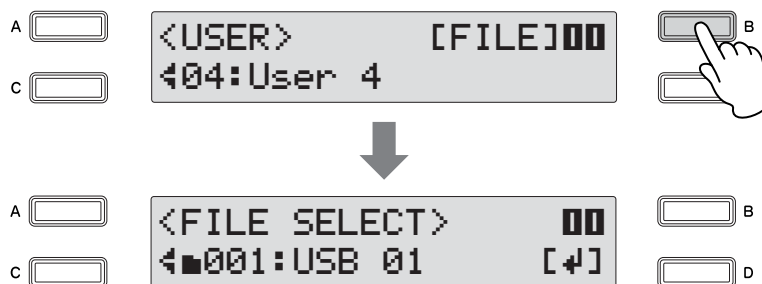 A
<USER> [FILE]
B
C
04:User 4
A
<FILE SELECT>
B
C
001:USB 01 [↲]
D